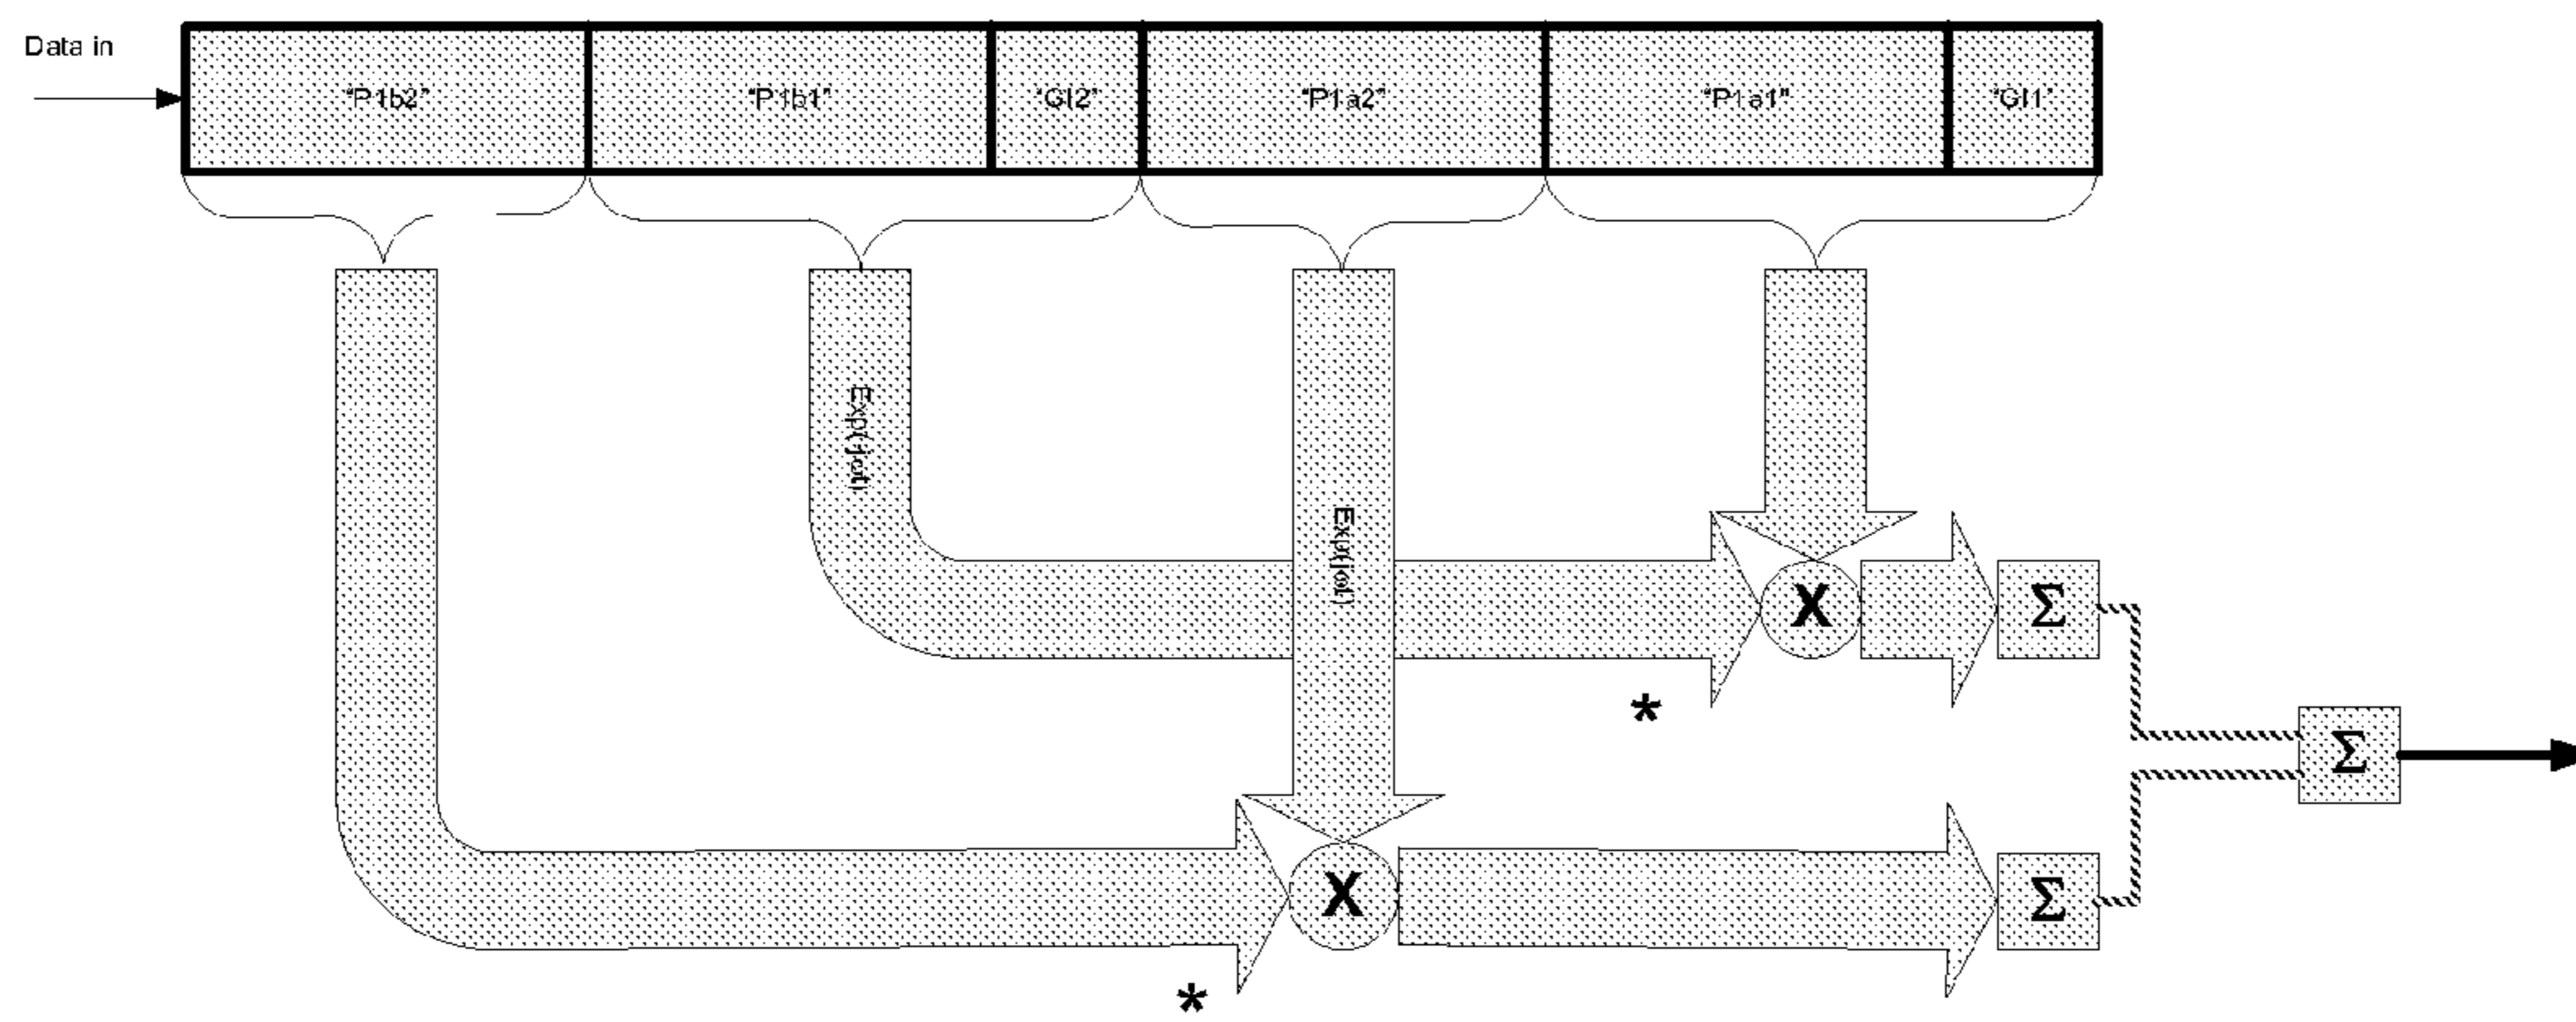 Data in
"P1b2"
"P1b1"
"GI2"
"P1a2"
"P1a1"
"GI1"
Exp(jωt)
Exp(jωt)
X
Σ
*
Σ
X
Σ
*